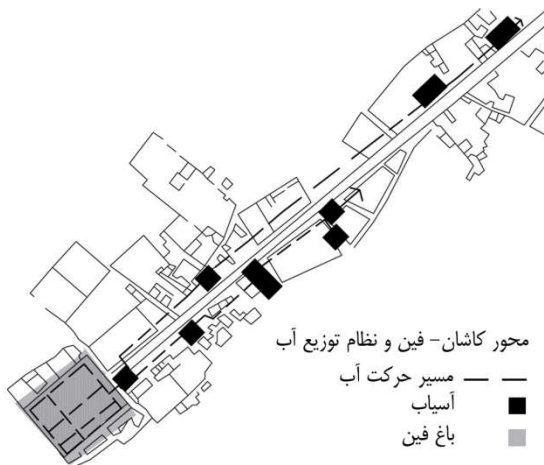 محور کاشان- فین و نظام توزیع آب
مسیر حرکت آب
آسیاب
باغ فین